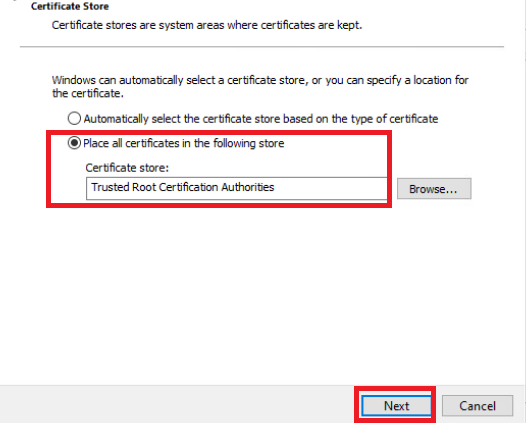 Certificate Store
Certificate stores are system areas where certificates are kept.
Windows can automatically select a certificate store, or you can specify a location for
the certificate.
Automatically select the certificate store based on the type of certificate
Place all certificates in the following store
Certificate store:
Trusted Root Certification Authorities
Browse...
Next
Cancel